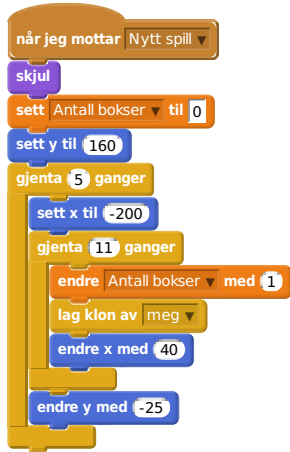 når jeg mottar Nytt spill
skjul
sett Antall bokser til 0
sett y til 160
gjenta 5 ganger
sett x til -200
gjenta 11 ganger
endre Antall bokser med 1
lag klon av meg
endre x med 40
endre y med -25